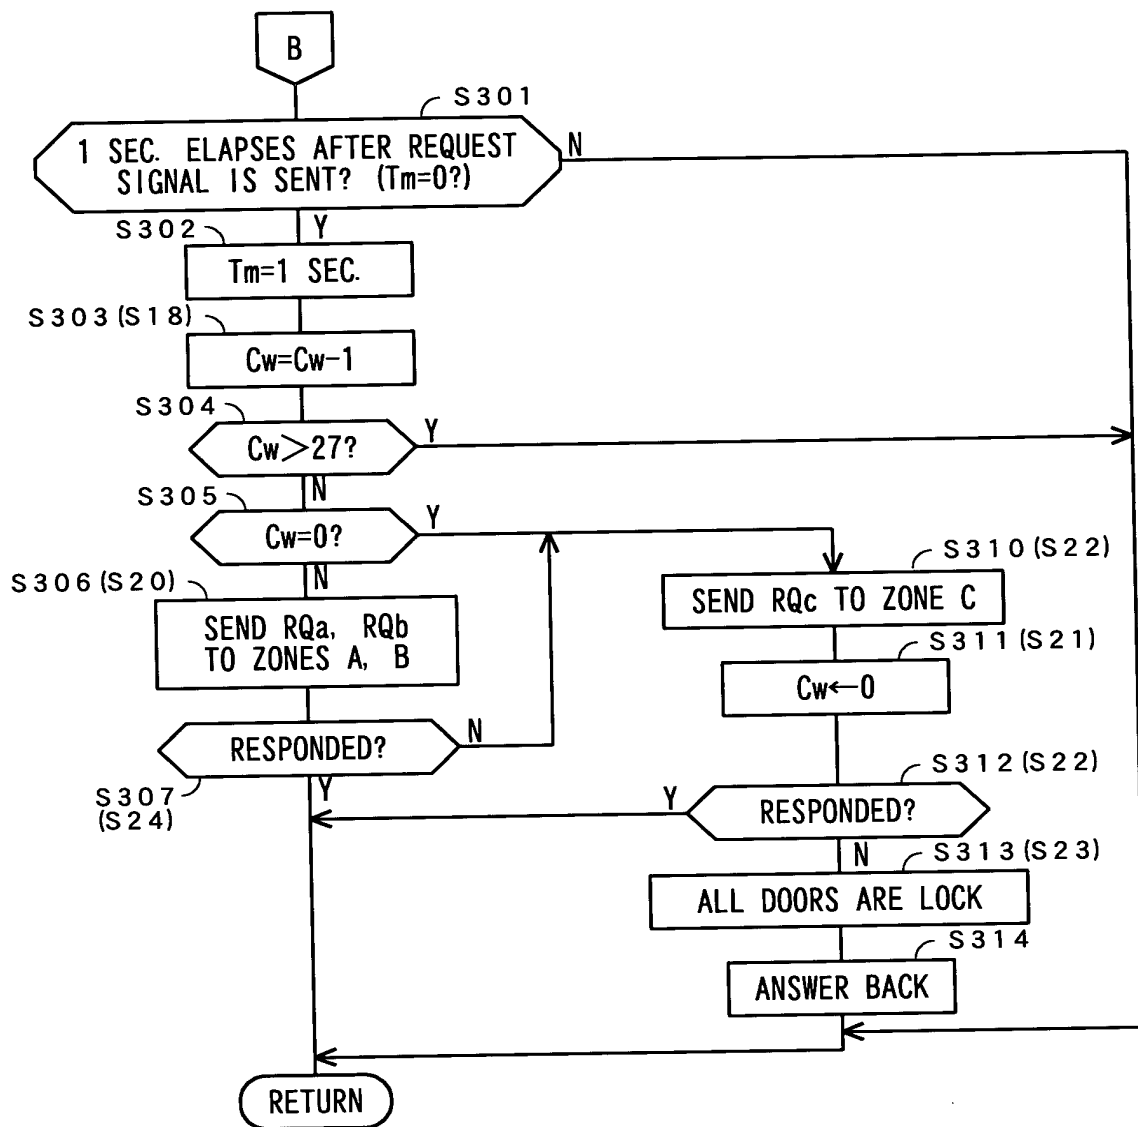 B
S301
1 SEC. ELAPSES AFTER REQUEST
SIGNAL IS SENT? (Tm=0?)
N
Y
S302
Tm=1 SEC.
S303(S18)
Cw=Cw-1
S304
Cw>27?
Y
N
S305
Cw=0?
Y
N
S306(S20)
SEND RQa, RQb
TO ZONES A, B
RESPONDED?
N
Y
S307
(S24)
S310(S22)
SEND RQc TO ZONE C
S311(S21)
Cw←0
S312(S22)
RESPONDED?
Y
N
S313(S23)
ALL DOORS ARE LOCK
S314
ANSWER BACK
RETURN